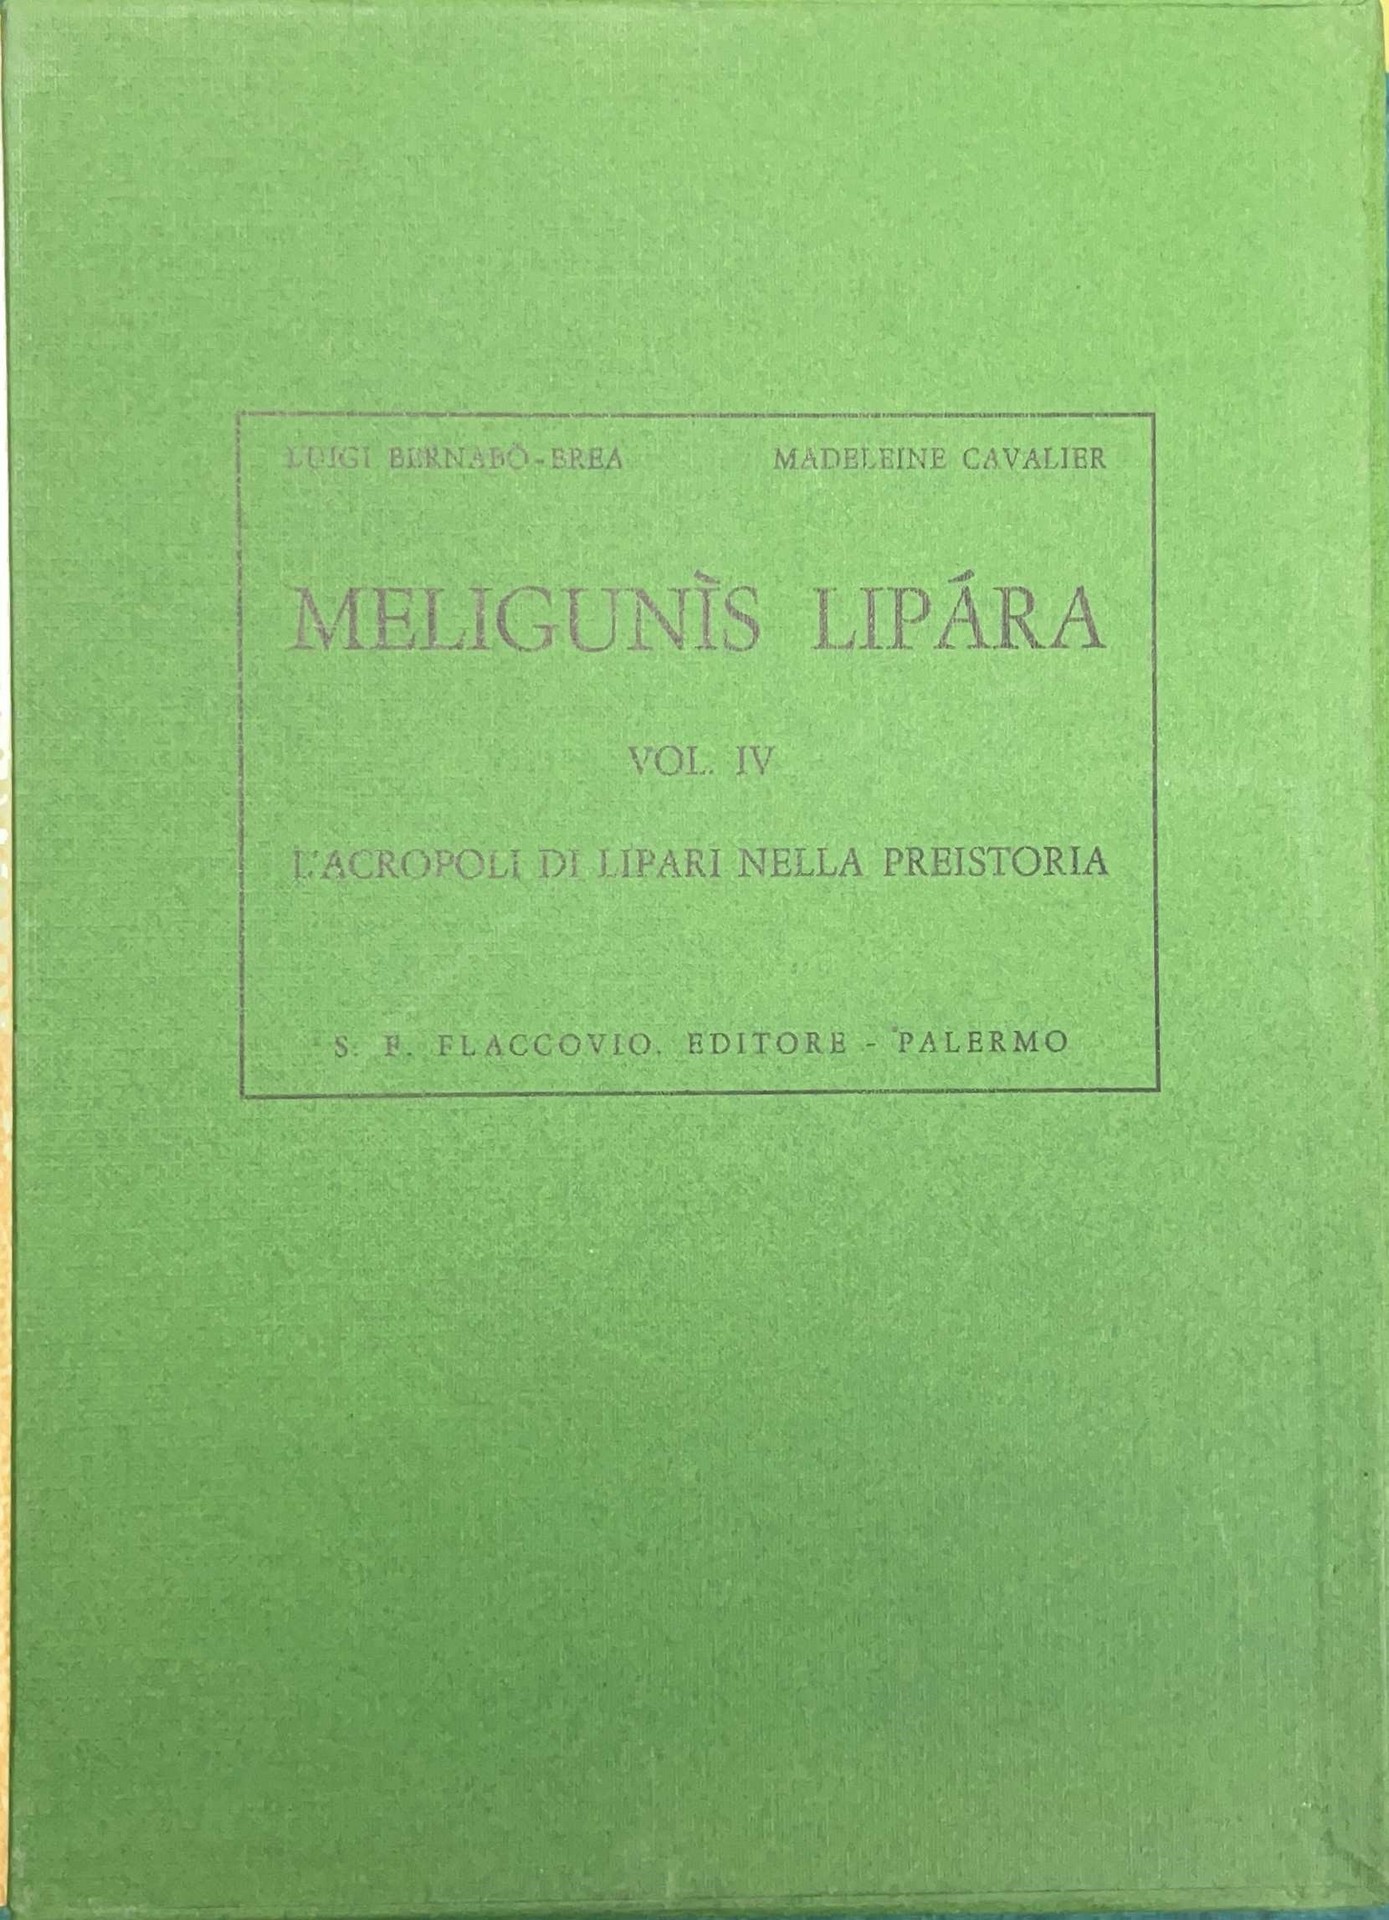 LUIGI BERNABÒ-BREA MADELEINE CAVALIER
MELIGUNÌS LIPÁRA
VOL. IV
L'ACROPOLI DI LIPARI NELLA PREISTORIA
S. F. FLACCOVIO, EDITORE - PALERMO